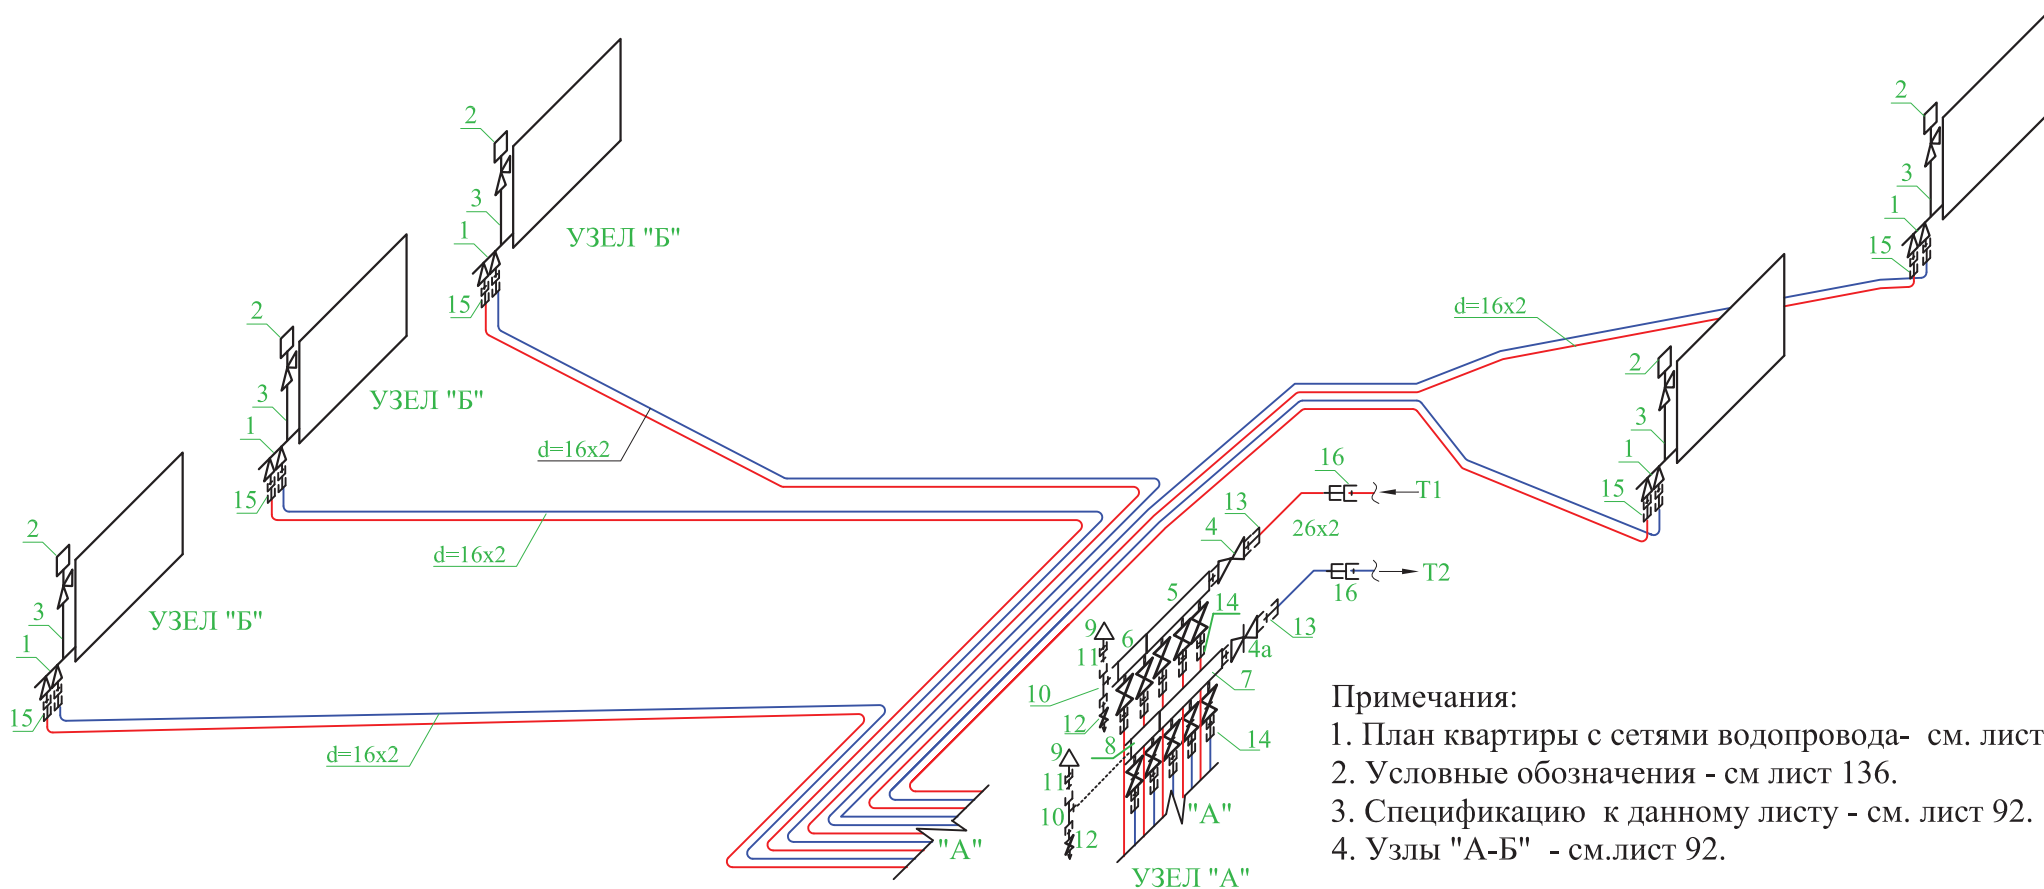 2
3
1
15
УЗЕЛ "Б"
2
3
1
15
УЗЕЛ "Б"
d=16x2
2
3
1
15
УЗЕЛ "Б"
d=16x2
d=16x2
2
3
1
15
d=16x2
2
3
1
15
16
T1
13
4
26x2
T2
16
5
14
13
4a
9
6
11
10
7
12
8
14
9
11
10
12
"А"
"А"
УЗЕЛ "А"
Примечания:
1. План квартиры с сетями водопровода- см. лист
2. Условные обозначения - см лист 136.
3. Спецификацию к данному листу - см. лист 92.
4. Узлы "А-Б" - см.лист 92.